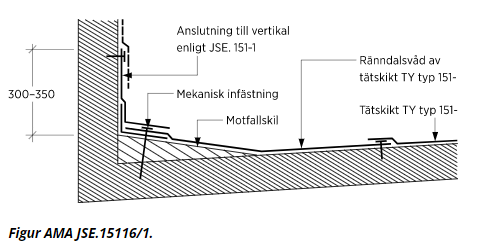 Anslutning till vertikal
enligt JSE. 151-1
Ränndalsvåd av
tätskikt TY typ 151-
300–350
Mekanisk infästning
Tätskikt TY typ 151-
Motfallskil
Figur AMA JSE.15116/1.